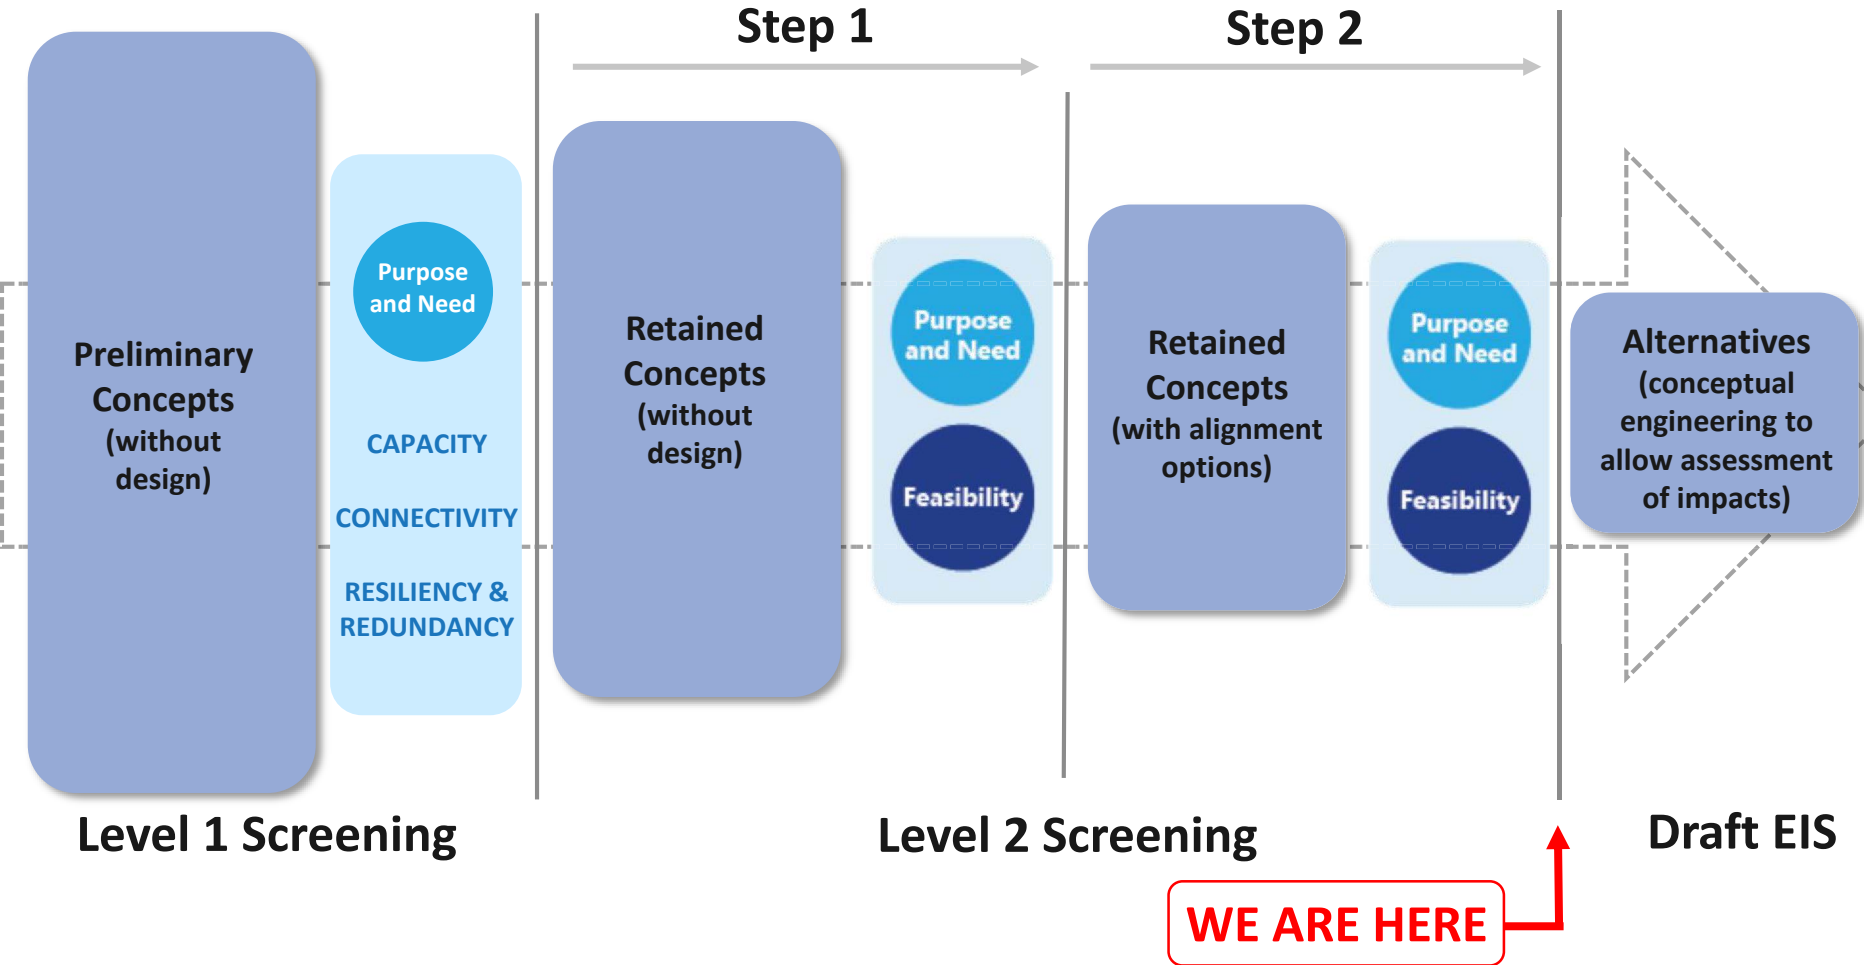 Step 1
Step 2
Preliminary
Concepts
(without
design)
Purpose
and Need
CAPACITY
CONNECTIVITY
RESILIENCY &
REDUNDANCY
Retained
Concepts
(without
design)
Purpose
and Need
Feasibility
Retained
Concepts
(with alignment
options)
Purpose
and Need
Feasibility
Alternatives
(conceptual
engineering to
allow assessment
of impacts)
Level 1 Screening
Level 2 Screening
Draft EIS
WE ARE HERE